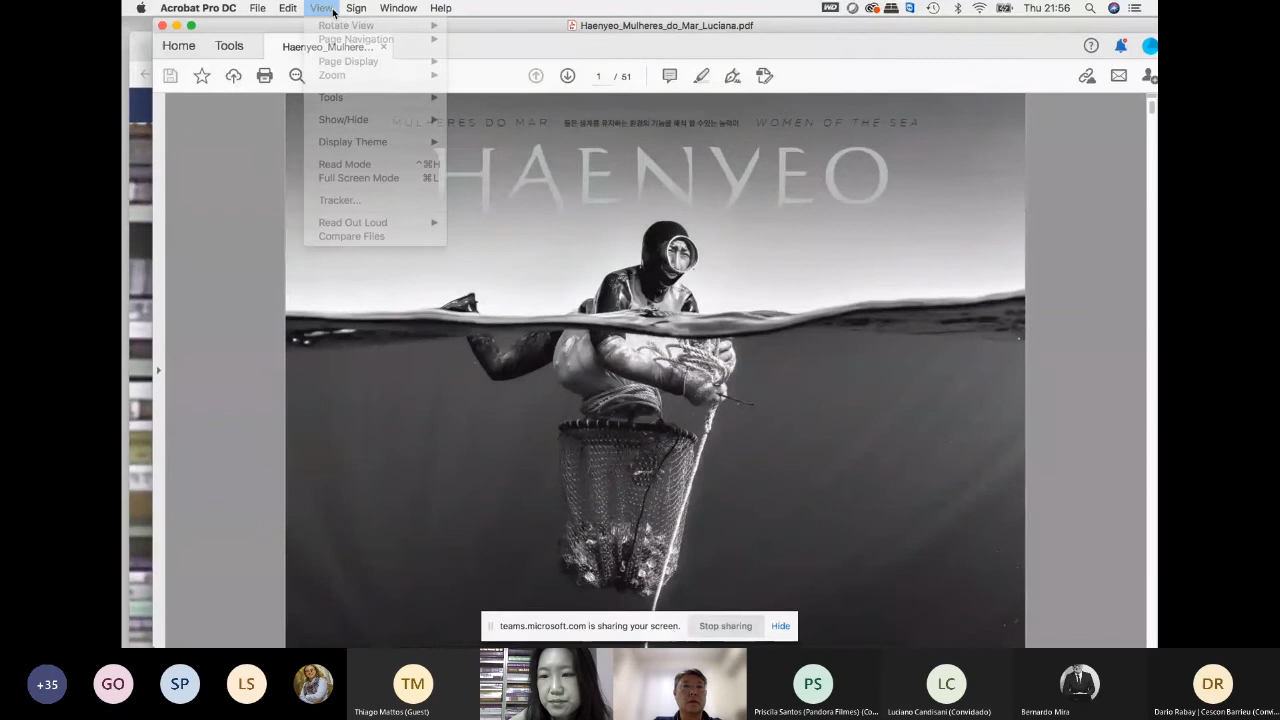 Acrobat Pro DC File Edit View Sign Window Help
Thu 21:56
Haenyeo_Mulheres_do_Mar_Luciana.pdf
Home Tools Haenyeo_Mulhere... ×
1 / 51
Rotate View
Page Navigation
Page Display
Zoom
Tools
Show/Hide
Display Theme
Read Mode ^⌘H
Full Screen Mode ⌘L
Tracker...
Read Out Loud
Compare Files
MULHERES DO MAR
WOMEN OF THE SEA
HAENYEO
teams.microsoft.com is sharing your screen. Stop sharing Hide
+35 GO SP LS TM PS LC DR
Thiago Mattos (Guest)
Priscila Santos (Pandora Filmes) (Co...
Luciano Candisani (Convidado)
Bernardo Mira
Dario Rabay | Cescon Barrieu (Convi...